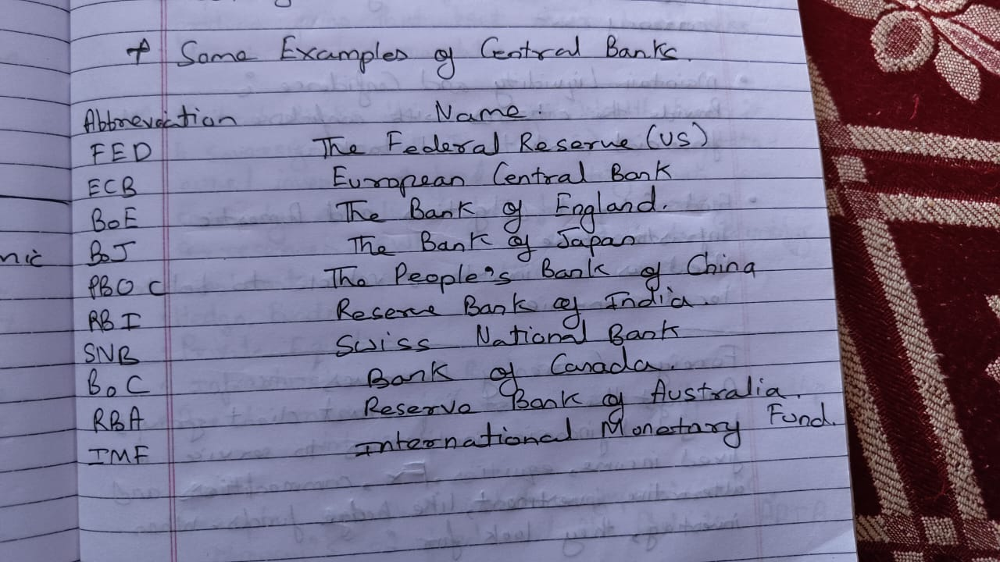 + Some Examples of Central Banks.
Abbrevation Name :
FED The Federal Reserve (US)
ECB European Central Bank
BoE The Bank of England.
BoJ The Bank of Japan
nic
PBOC The People's Bank of China
RBI Reserve Bank of India.
SNB Swiss National Bank
BoC Bank of Canada.
RBA Reserve Bank of Australia.
IMF International Monetary Fund.